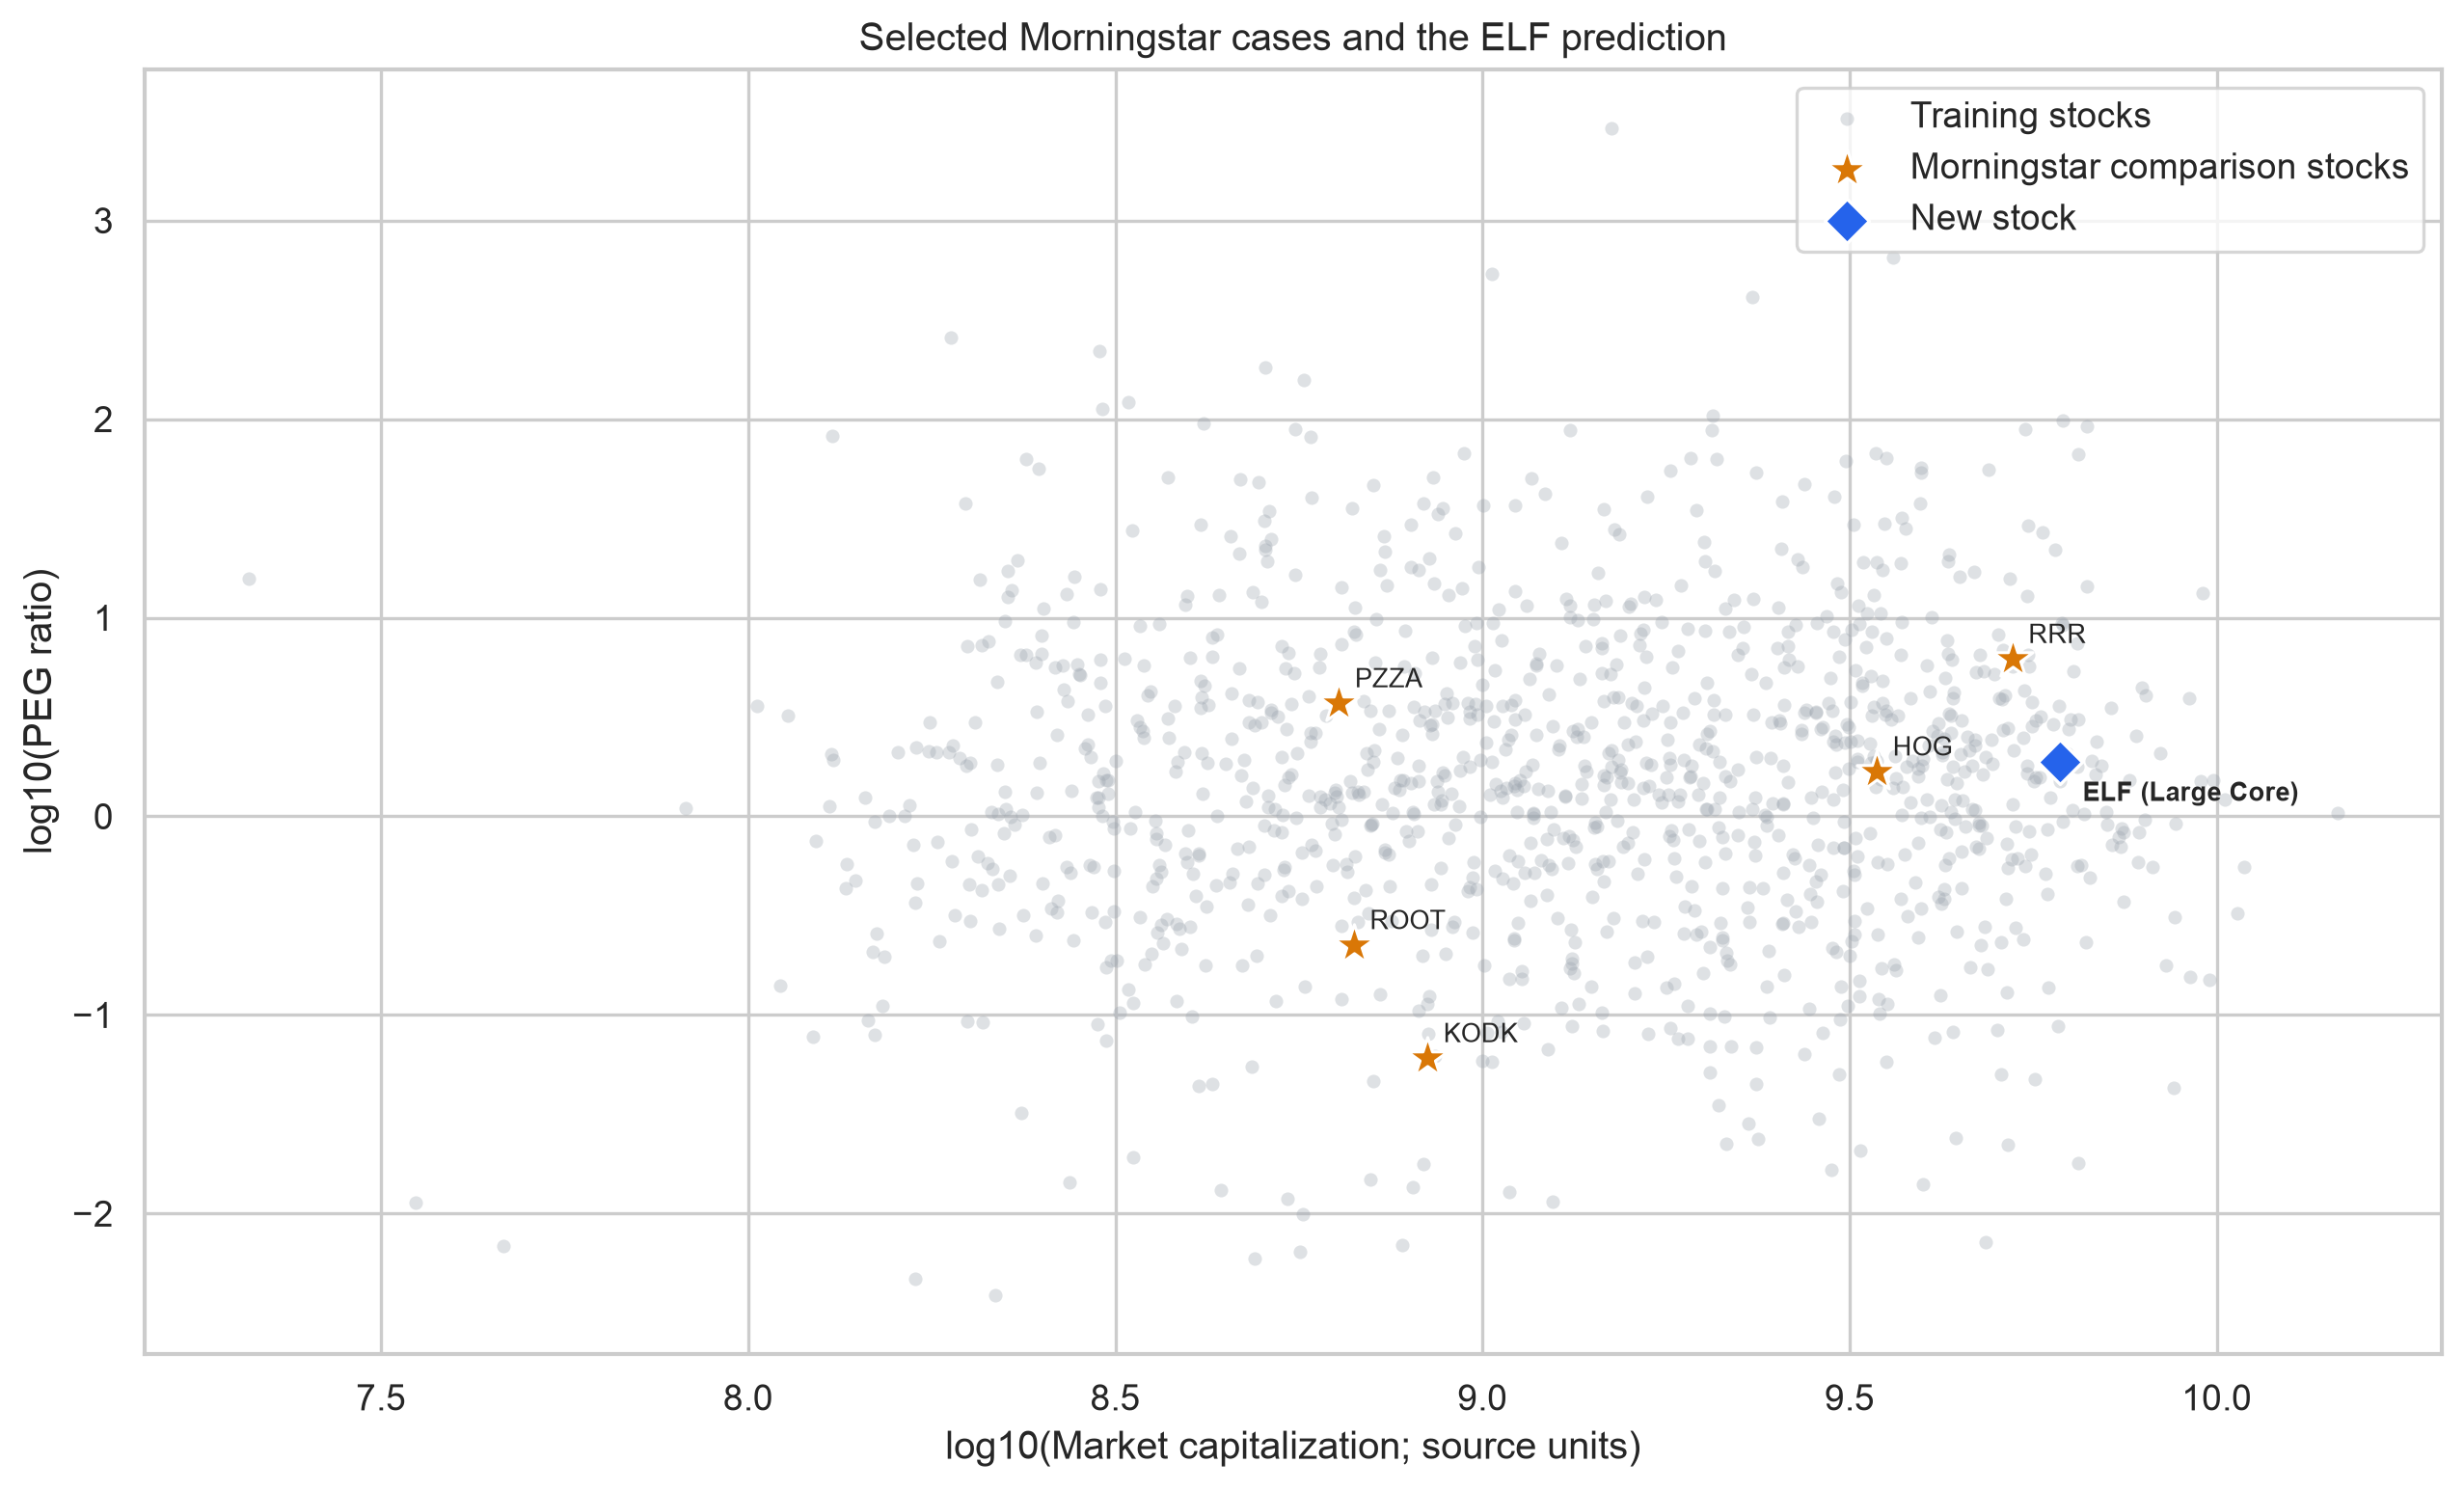 Selected Morningstar cases and the ELF prediction
Training stocks
Morningstar comparison stocks
New stock
log10(PEG ratio)
3
2
1
0
−1
−2
RRR
PZZA
HOG
ELF (Large Core)
ROOT
KODK
7.5
8.0
8.5
9.0
9.5
10.0
log10(Market capitalization; source units)